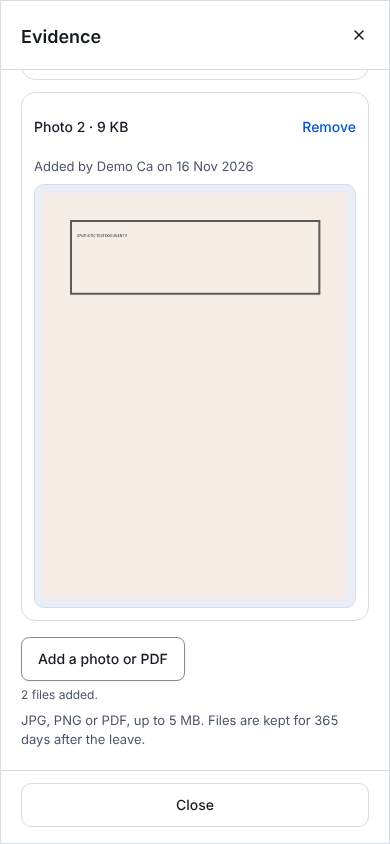 Evidence
Photo 2 · 9 KB
Remove
Added by Demo Ca on 16 Nov 2026
Add a photo or PDF
2 files added.
JPG, PNG or PDF, up to 5 MB. Files are kept for 365
days after the leave.
Close